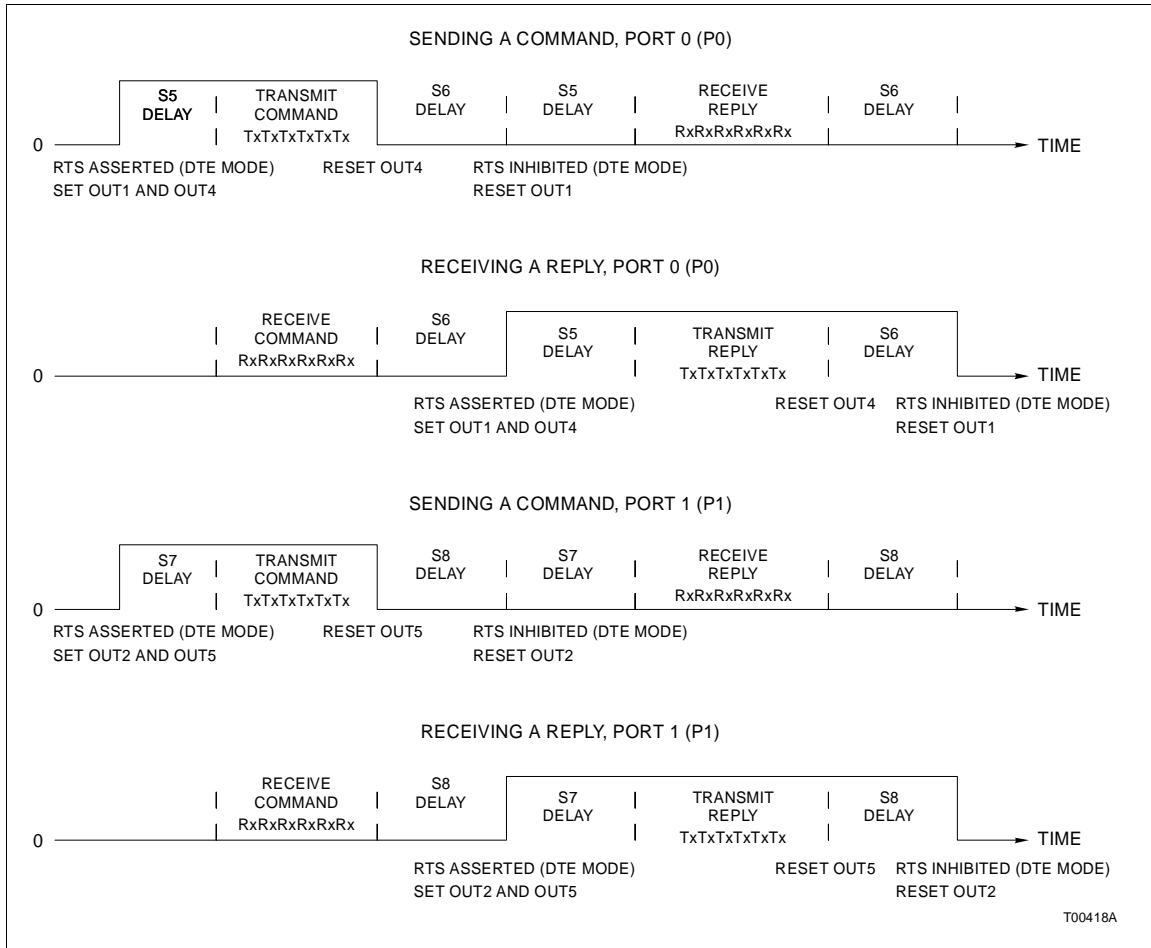 SENDING A COMMAND, PORT 0 (P0)
S5 DELAY
TRANSMIT COMMAND
TxTxTxTxTxTx
S6 DELAY
S5 DELAY
RECEIVE REPLY
RxRxRxRxRxRx
S6 DELAY
0
TIME
RTS ASSERTED (DTE MODE)
SET OUT1 AND OUT4
RESET OUT4
RTS INHIBITED (DTE MODE)
RESET OUT1
RECEIVING A REPLY, PORT 0 (P0)
RECEIVE COMMAND
RxRxRxRxRxRx
S6 DELAY
S5 DELAY
TRANSMIT REPLY
TxTxTxTxTxTx
S6 DELAY
0
TIME
RTS ASSERTED (DTE MODE)
SET OUT1 AND OUT4
RESET OUT4
RTS INHIBITED (DTE MODE)
RESET OUT1
SENDING A COMMAND, PORT 1 (P1)
S7 DELAY
TRANSMIT COMMAND
TxTxTxTxTxTx
S8 DELAY
S7 DELAY
RECEIVE REPLY
RxRxRxRxRxRx
S8 DELAY
0
TIME
RTS ASSERTED (DTE MODE)
SET OUT2 AND OUT5
RESET OUT5
RTS INHIBITED (DTE MODE)
RESET OUT2
RECEIVING A REPLY, PORT 1 (P1)
RECEIVE COMMAND
RxRxRxRxRxRx
S8 DELAY
S7 DELAY
TRANSMIT REPLY
TxTxTxTxTxTx
S8 DELAY
0
TIME
RTS ASSERTED (DTE MODE)
SET OUT2 AND OUT5
RESET OUT5
RTS INHIBITED (DTE MODE)
RESET OUT2
T00418A